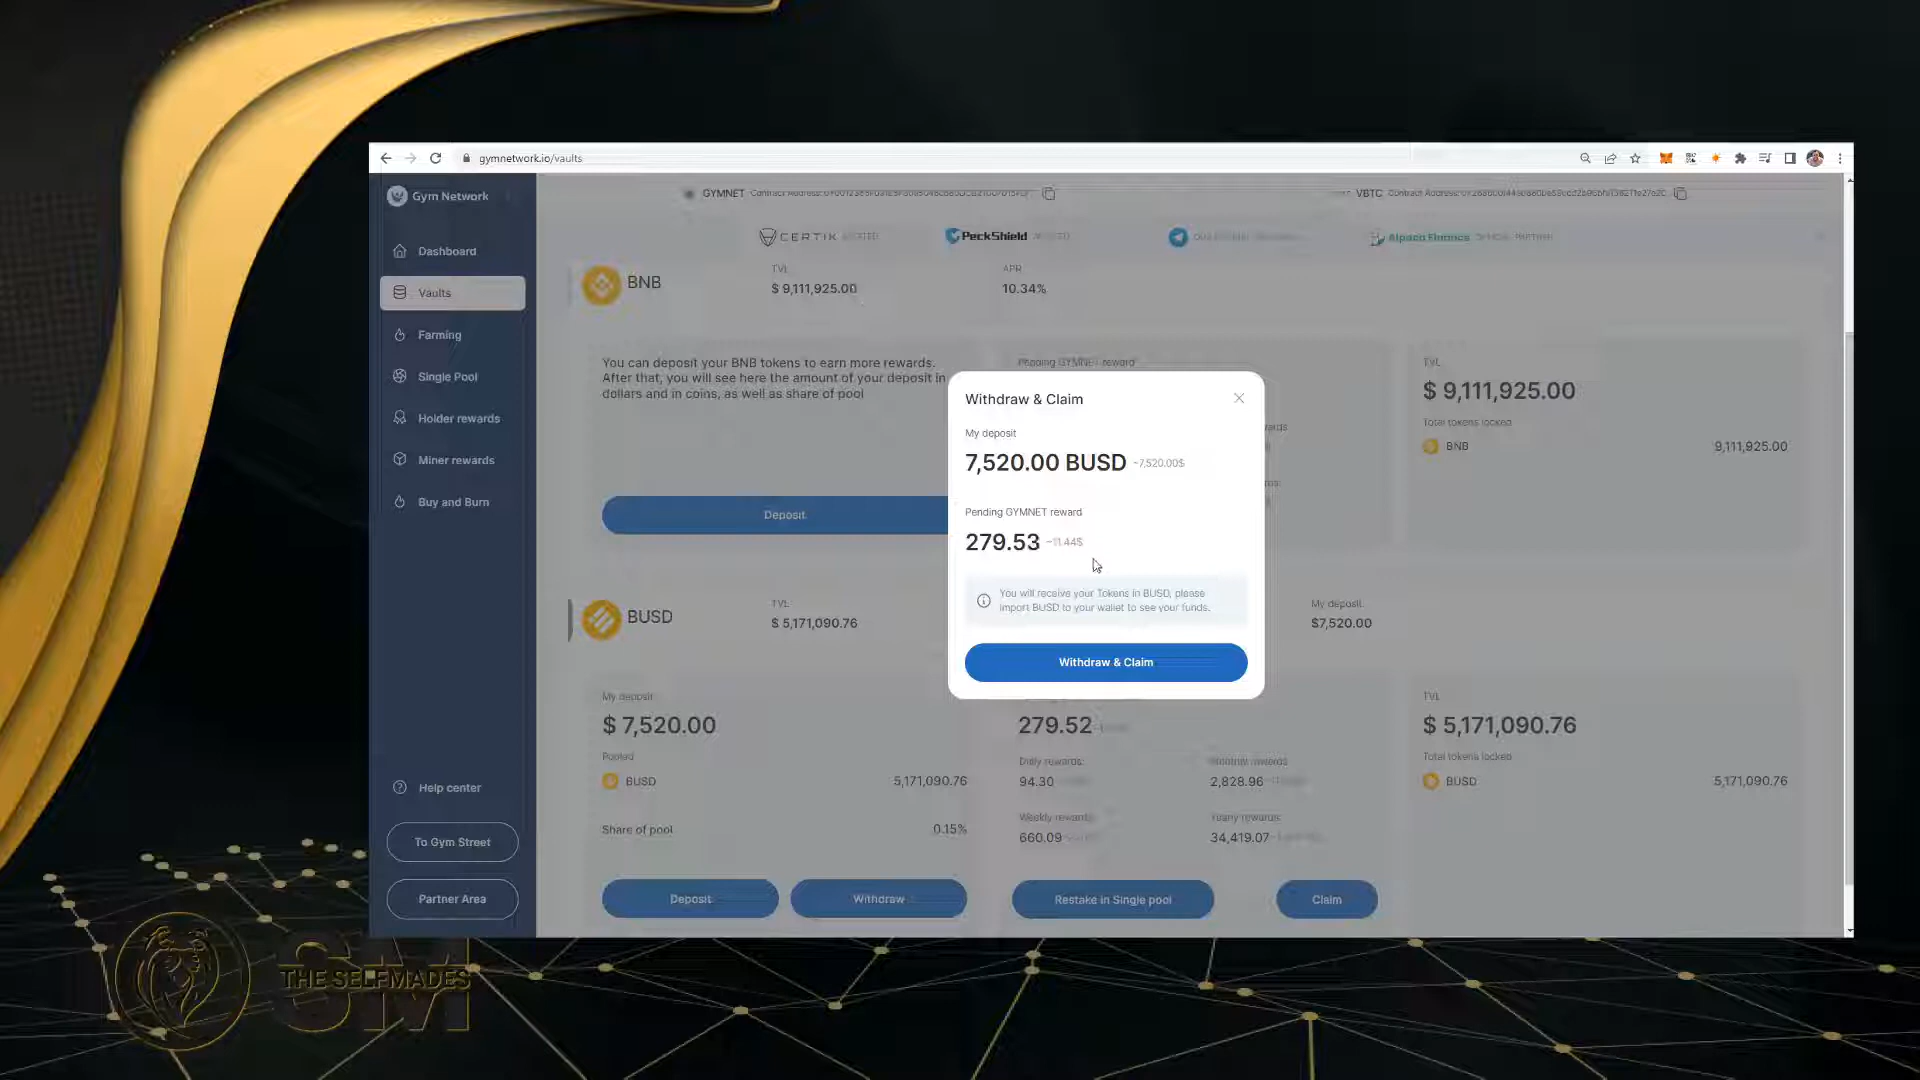 gymnetwork.io/vaults
Gym Network
GYMNET
VBTC
Dashboard
CERTIK
PeckShield
Alpaca Finance
Vaults
BNB
TVL
$ 9,111,925.00
APR
10.34%
Farming
Single Pool
Holder rewards
Miner rewards
Buy and Burn
You can deposit your BNB tokens to earn more rewards.
After that, you will see here the amount of your deposit in
dollars and in coins, as well as share of pool
Deposit
Pending GYMNET reward
TVL
$ 9,111,925.00
Total tokens locked
BNB
9,111,925.00
Withdraw & Claim
My deposit
7,520.00 BUSD ~7,520.00$
Pending GYMNET reward
279.53 ~11.44$
You will receive your Tokens in BUSD, please
import BUSD to your wallet to see your funds.
Withdraw & Claim
BUSD
TVL
$ 5,171,090.76
My deposit
$7,520.00
My deposit
$ 7,520.00
Pooled
BUSD
5,171,090.76
Share of pool
0.15%
Deposit
Withdraw
279.52
Daily rewards:
94.30
Monthly rewards
2,828.96
Weekly rewards
660.09
Yearly rewards:
34,419.07
Restake in Single pool
Claim
TVL
$ 5,171,090.76
Total tokens locked
BUSD
5,171,090.76
Help center
To Gym Street
Partner Area
SM
THE SELFMADES